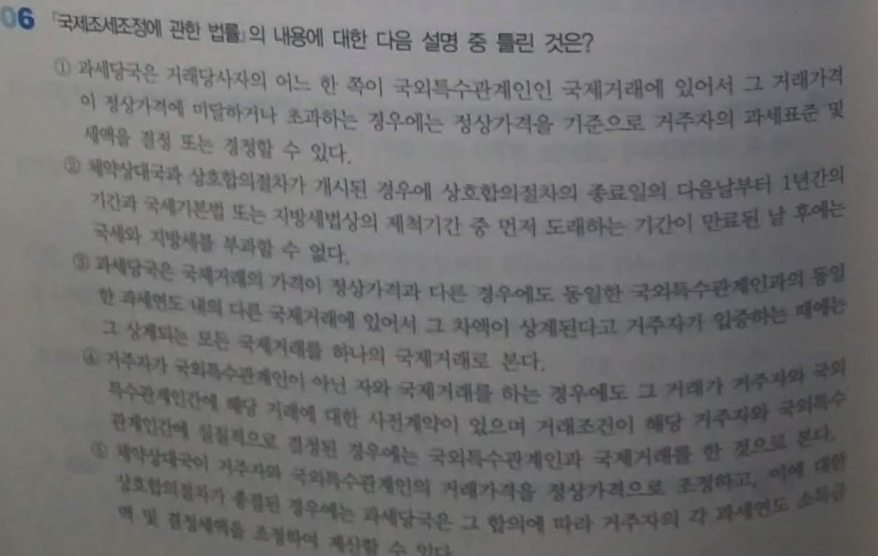 06 「국제조세조정에 관한 법률」의 내용에 대한 다음 설명 중 틀린 것은?
① 과세당국은 거래당사자의 어느 한 쪽이 국외특수관계인인 국제거래에 있어서 그 거래가격
이 정상가격에 미달하거나 초과하는 경우에는 정상가격을 기준으로 거주자의 과세표준 및
세액을 결정 또는 경정할 수 있다.
② 체약상대국과 상호합의절차가 개시된 경우에 상호합의절차의 종료일의 다음날부터 1년간의
기간과 국세기본법 또는 지방세법상의 제척기간 중 먼저 도래하는 기간이 만료된 날 후에는
국세와 지방세를 부과할 수 없다.
③ 과세당국은 국제거래의 가격이 정상가격과 다른 경우에도 동일한 국외특수관계인과의 동일
한 과세연도 내의 다른 국제거래에 있어서 그 차액이 상계된다고 거주자가 입증하는 때에는
그 상계되는 모든 국제거래를 하나의 국제거래로 본다.
④ 거주자가 국외특수관계인이 아닌 자와 국제거래를 하는 경우에도 그 거래가 거주자와 국외
특수관계인간에 해당 거래에 대한 사전계약이 있으며 거래조건이 해당 거주자와 국외특수
관계인간에 실질적으로 결정된 경우에는 국외특수관계인과 국제거래를 한 것으로 본다.
⑤ 체약상대국이 거주자와 국외특수관계인의 거래가격을 정상가격으로 조정하고, 이에 대한
상호합의절차가 종결된 경우에는 과세당국은 그 합의에 따라 거주자의 각 과세연도 소득금
액 및 결정세액을 조정하여 계산할 수 있다.